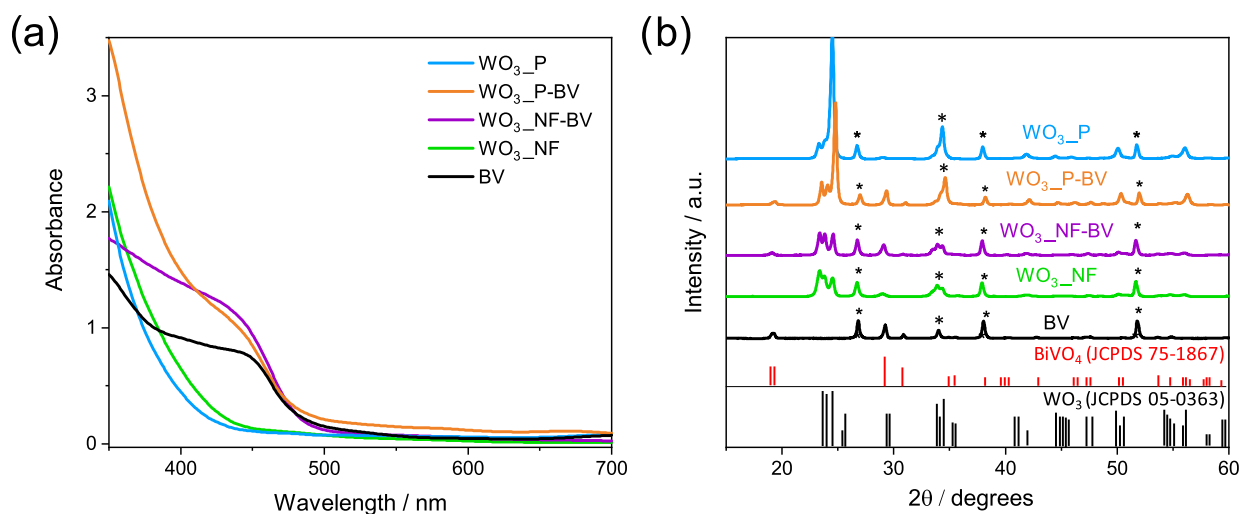 (a)
3
2
1
0
Absorbance
400
500
600
700
Wavelength / nm
WO₃_P
WO₃_P-BV
WO₃_NF-BV
WO₃_NF
BV
(b)
Intensity / a.u.
* * * *
WO₃_P
* * * *
WO₃_P-BV
* * * *
WO₃_NF-BV
* * * *
WO₃_NF
* * * *
BV
BiVO₄ (JCPDS 75-1867)
WO₃ (JCPDS 05-0363)
20
30
40
50
60
2θ / degrees